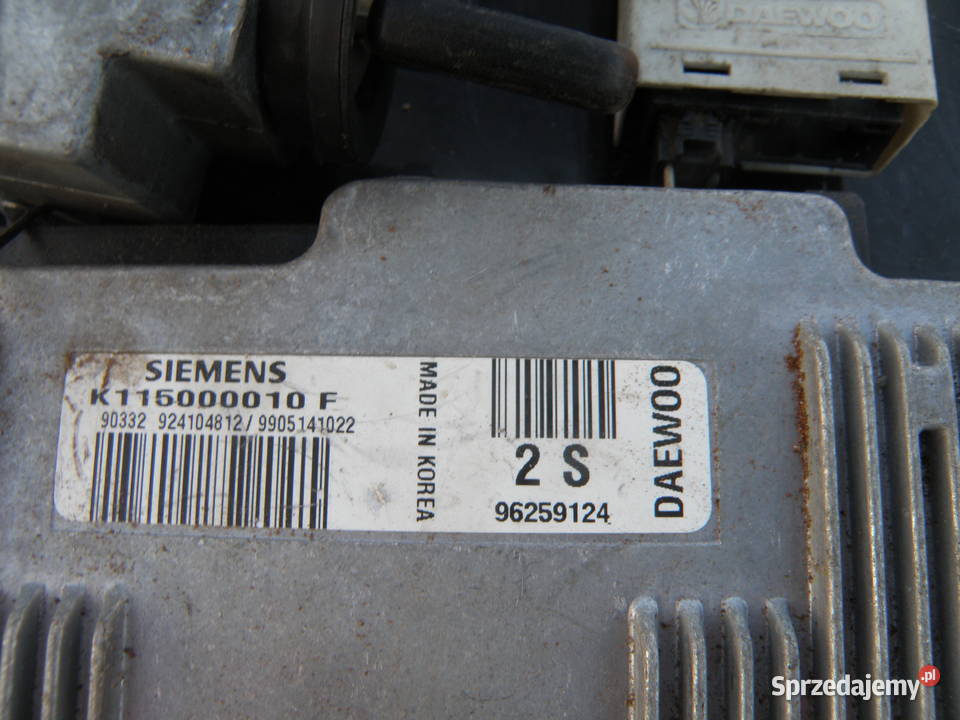 DAEWOO
SIEMENS
K115000010 F
90332 924104812/9905141022
MADE IN KOREA
2 S
96259124
DAEWOO
Sprzedajemy.pl